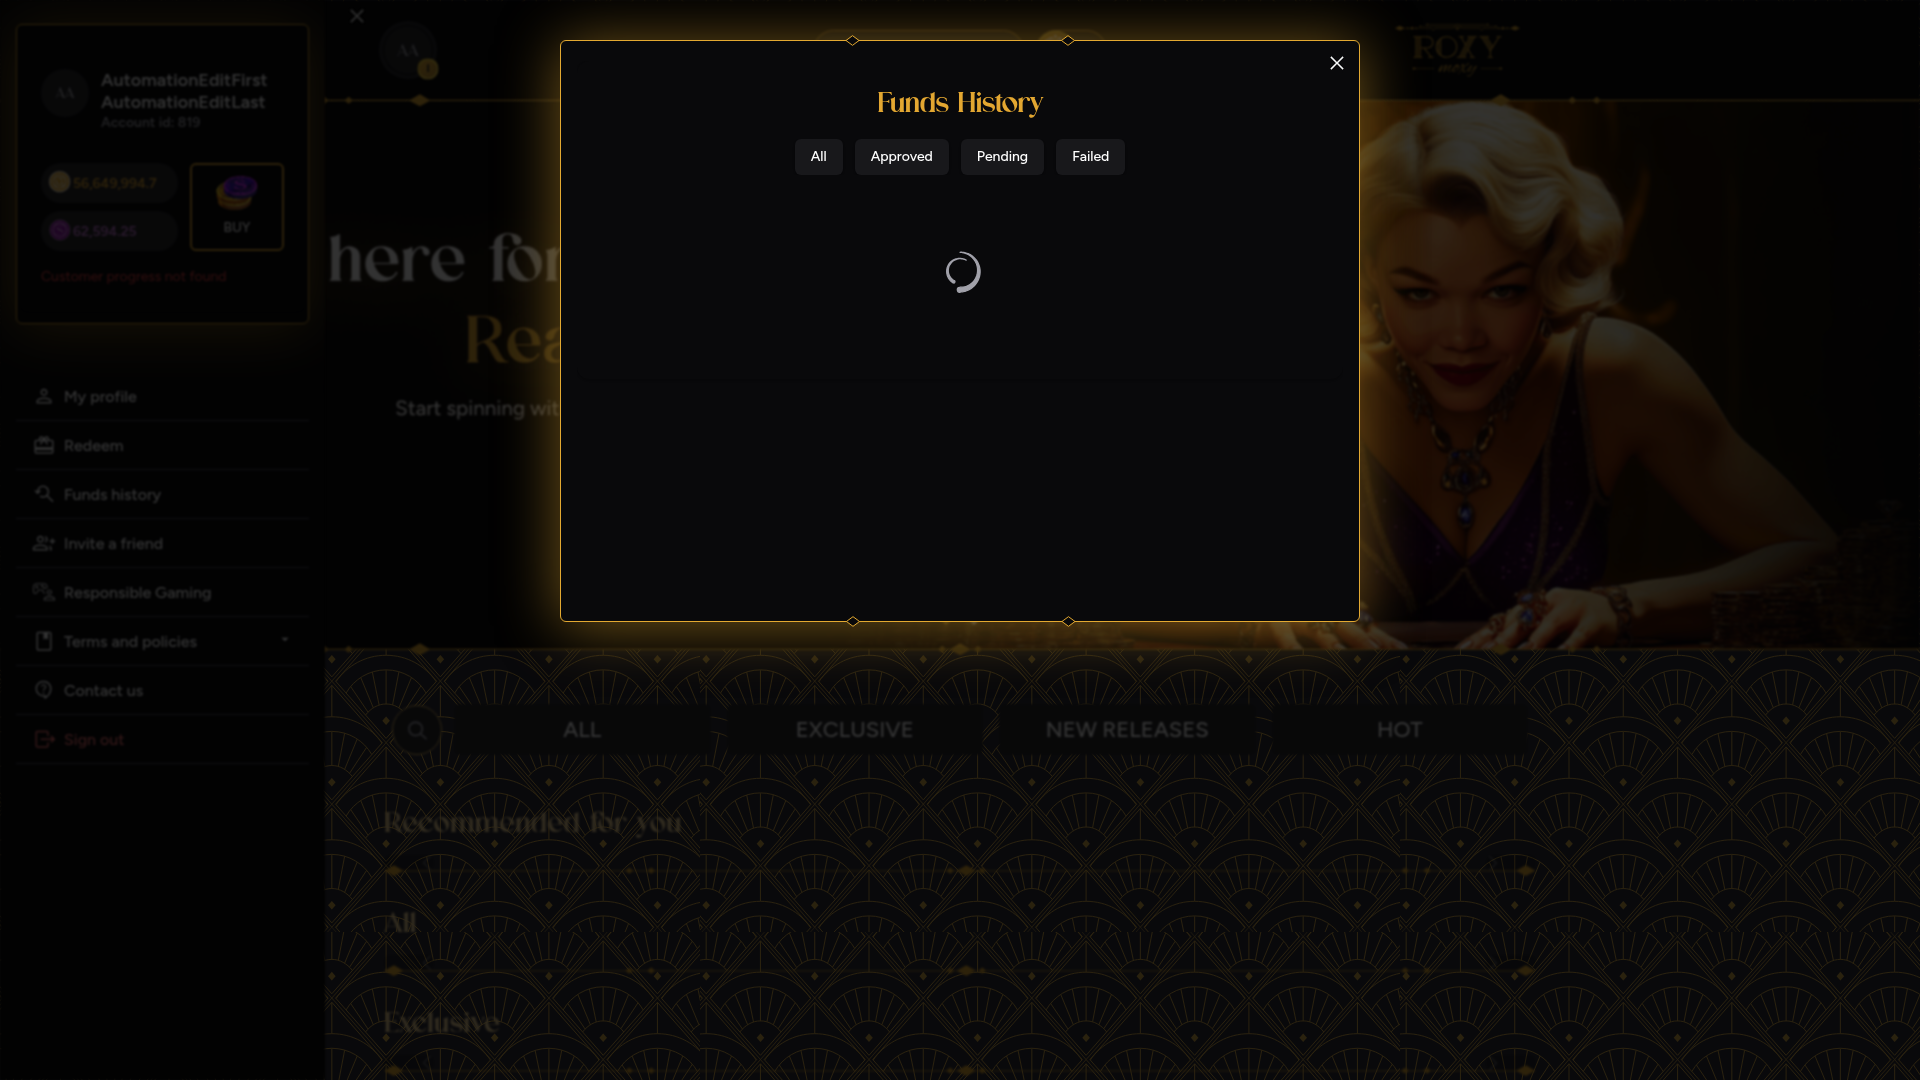 AA
AutomationEditFirst
AutomationEditLast
Account id: 819
56,649,994.7
62,594.25
BUY
Customer progress not found
My profile
Redeem
Funds history
Invite a friend
Responsible Gaming
Terms and policies
Contact us
Sign out
AA
ROXY
moxy
Funds History
All
Approved
Pending
Failed
here for
Rea
Start spinning wit
ALL
EXCLUSIVE
NEW RELEASES
HOT
Recommended for you
All
Exclusive